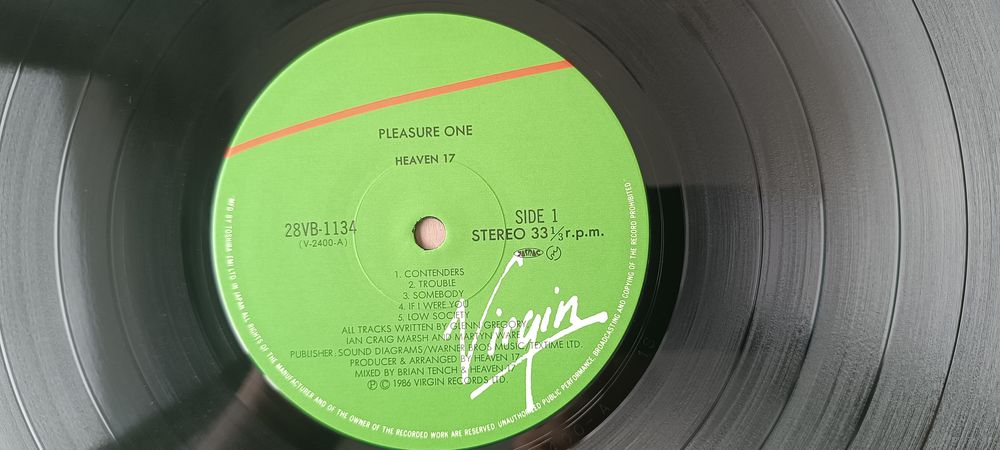 PLEASURE ONE
HEAVEN 17
28VB-1134
(V-2400-A)
SIDE 1
STEREO 33 1/3 r.p.m.
1. CONTENDERS
2. TROUBLE
3. SOMEBODY
4. IF I WERE YOU
5. LOW SOCIETY
ALL TRACKS WRITTEN BY GLENN GREGORY,
IAN CRAIG MARSH AND MARTYN WARE
PUBLISHER: SOUND DIAGRAMS/WARNER BROS MUSIC/TEXTIME LTD.
PRODUCER & ARRANGED BY HEAVEN 17
MIXED BY BRIAN TENCH & HEAVEN 17
Ⓟ © 1986 VIRGIN RECORDS LTD.
Virgin
MF'D BY TOSHIBA EMI LTD IN JAPAN ALL RIGHTS OF THE MANUFACTURER AND OF THE OWNER OF THE RECORDED WORK ARE RESERVED UNAUTHORIZED PUBLIC PERFORMANCE, BROADCASTING AND COPYING OF THE RECORD PROHIBITED